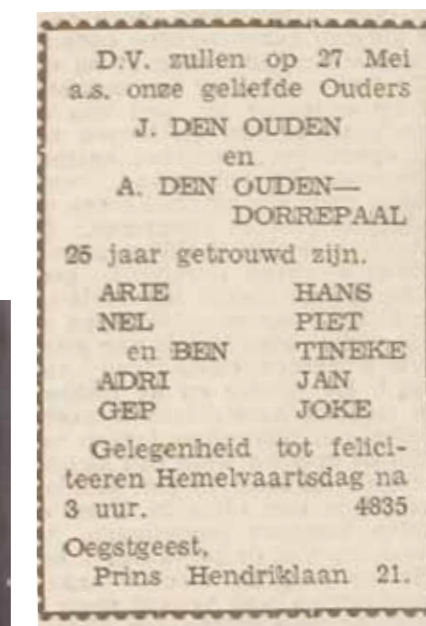 D.V. zullen op 27 Mei
a.s. onze geliefde Ouders
J. DEN OUDEN
en
A. DEN OUDEN—
DORREPAAL
25 jaar getrouwd zijn.
ARIE HANS
NEL PIET
en BEN TINEKE
ADRI JAN
GEP JOKE
Gelegenheid tot felici-
teeren Hemelvaartsdag na
3 uur. 4835
Oegstgeest,
Prins Hendriklaan 21.